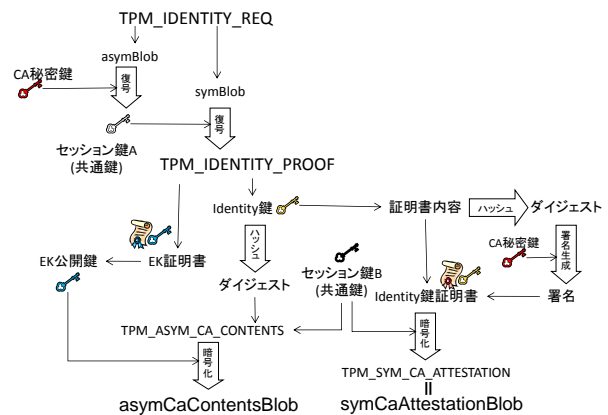 TPM_IDENTITY_REQ
asymBlob
CA秘密鍵
復号
symBlob
復号
セッション鍵A
(共通鍵)
TPM_IDENTITY_PROOF
Identity鍵
証明書内容
ハッシュ
ダイジェスト
ハッシュ
CA秘密鍵
署名生成
EK公開鍵
EK証明書
セッション鍵B
(共通鍵)
ダイジェスト
Identity鍵証明書
署名
TPM_ASYM_CA_CONTENTS
暗号化
暗号化
TPM_SYM_CA_ATTESTATION
=
asymCaContentsBlob
symCaAttestationBlob